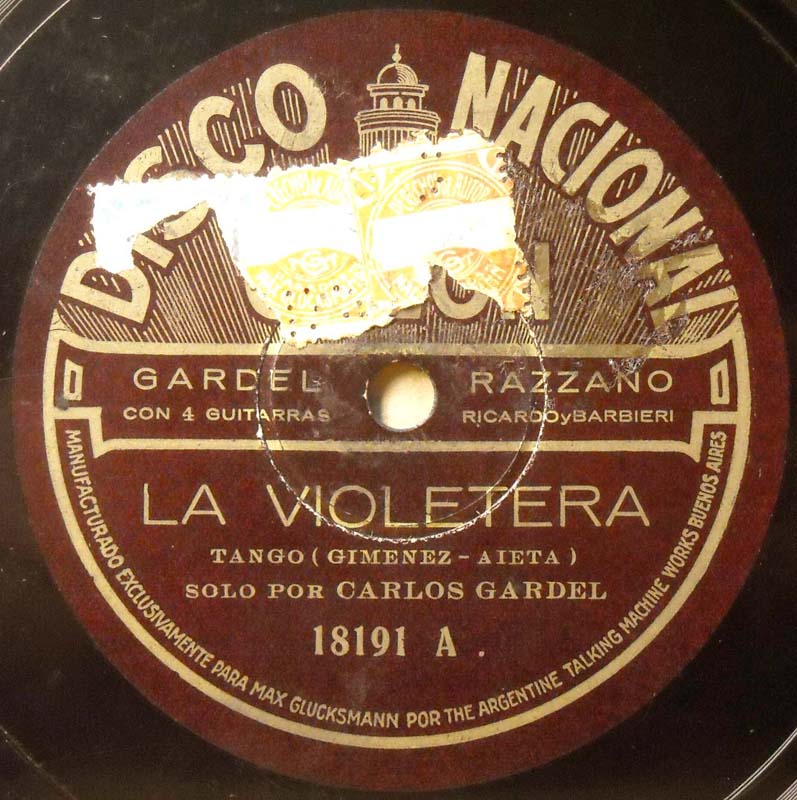 DISCO NACIONAL
GARDEL RAZZANO
CON 4 GUITARRAS RICARDO y BARBIERI
LA VIOLETERA
TANGO (GIMENEZ - AIETA)
SOLO POR CARLOS GARDEL
18191 A .
MANUFACTURADO EXCLUSIVAMENTE PARA MAX GLUCKSMANN POR THE ARGENTINE TALKING MACHINE WORKS BUENOS AIRES